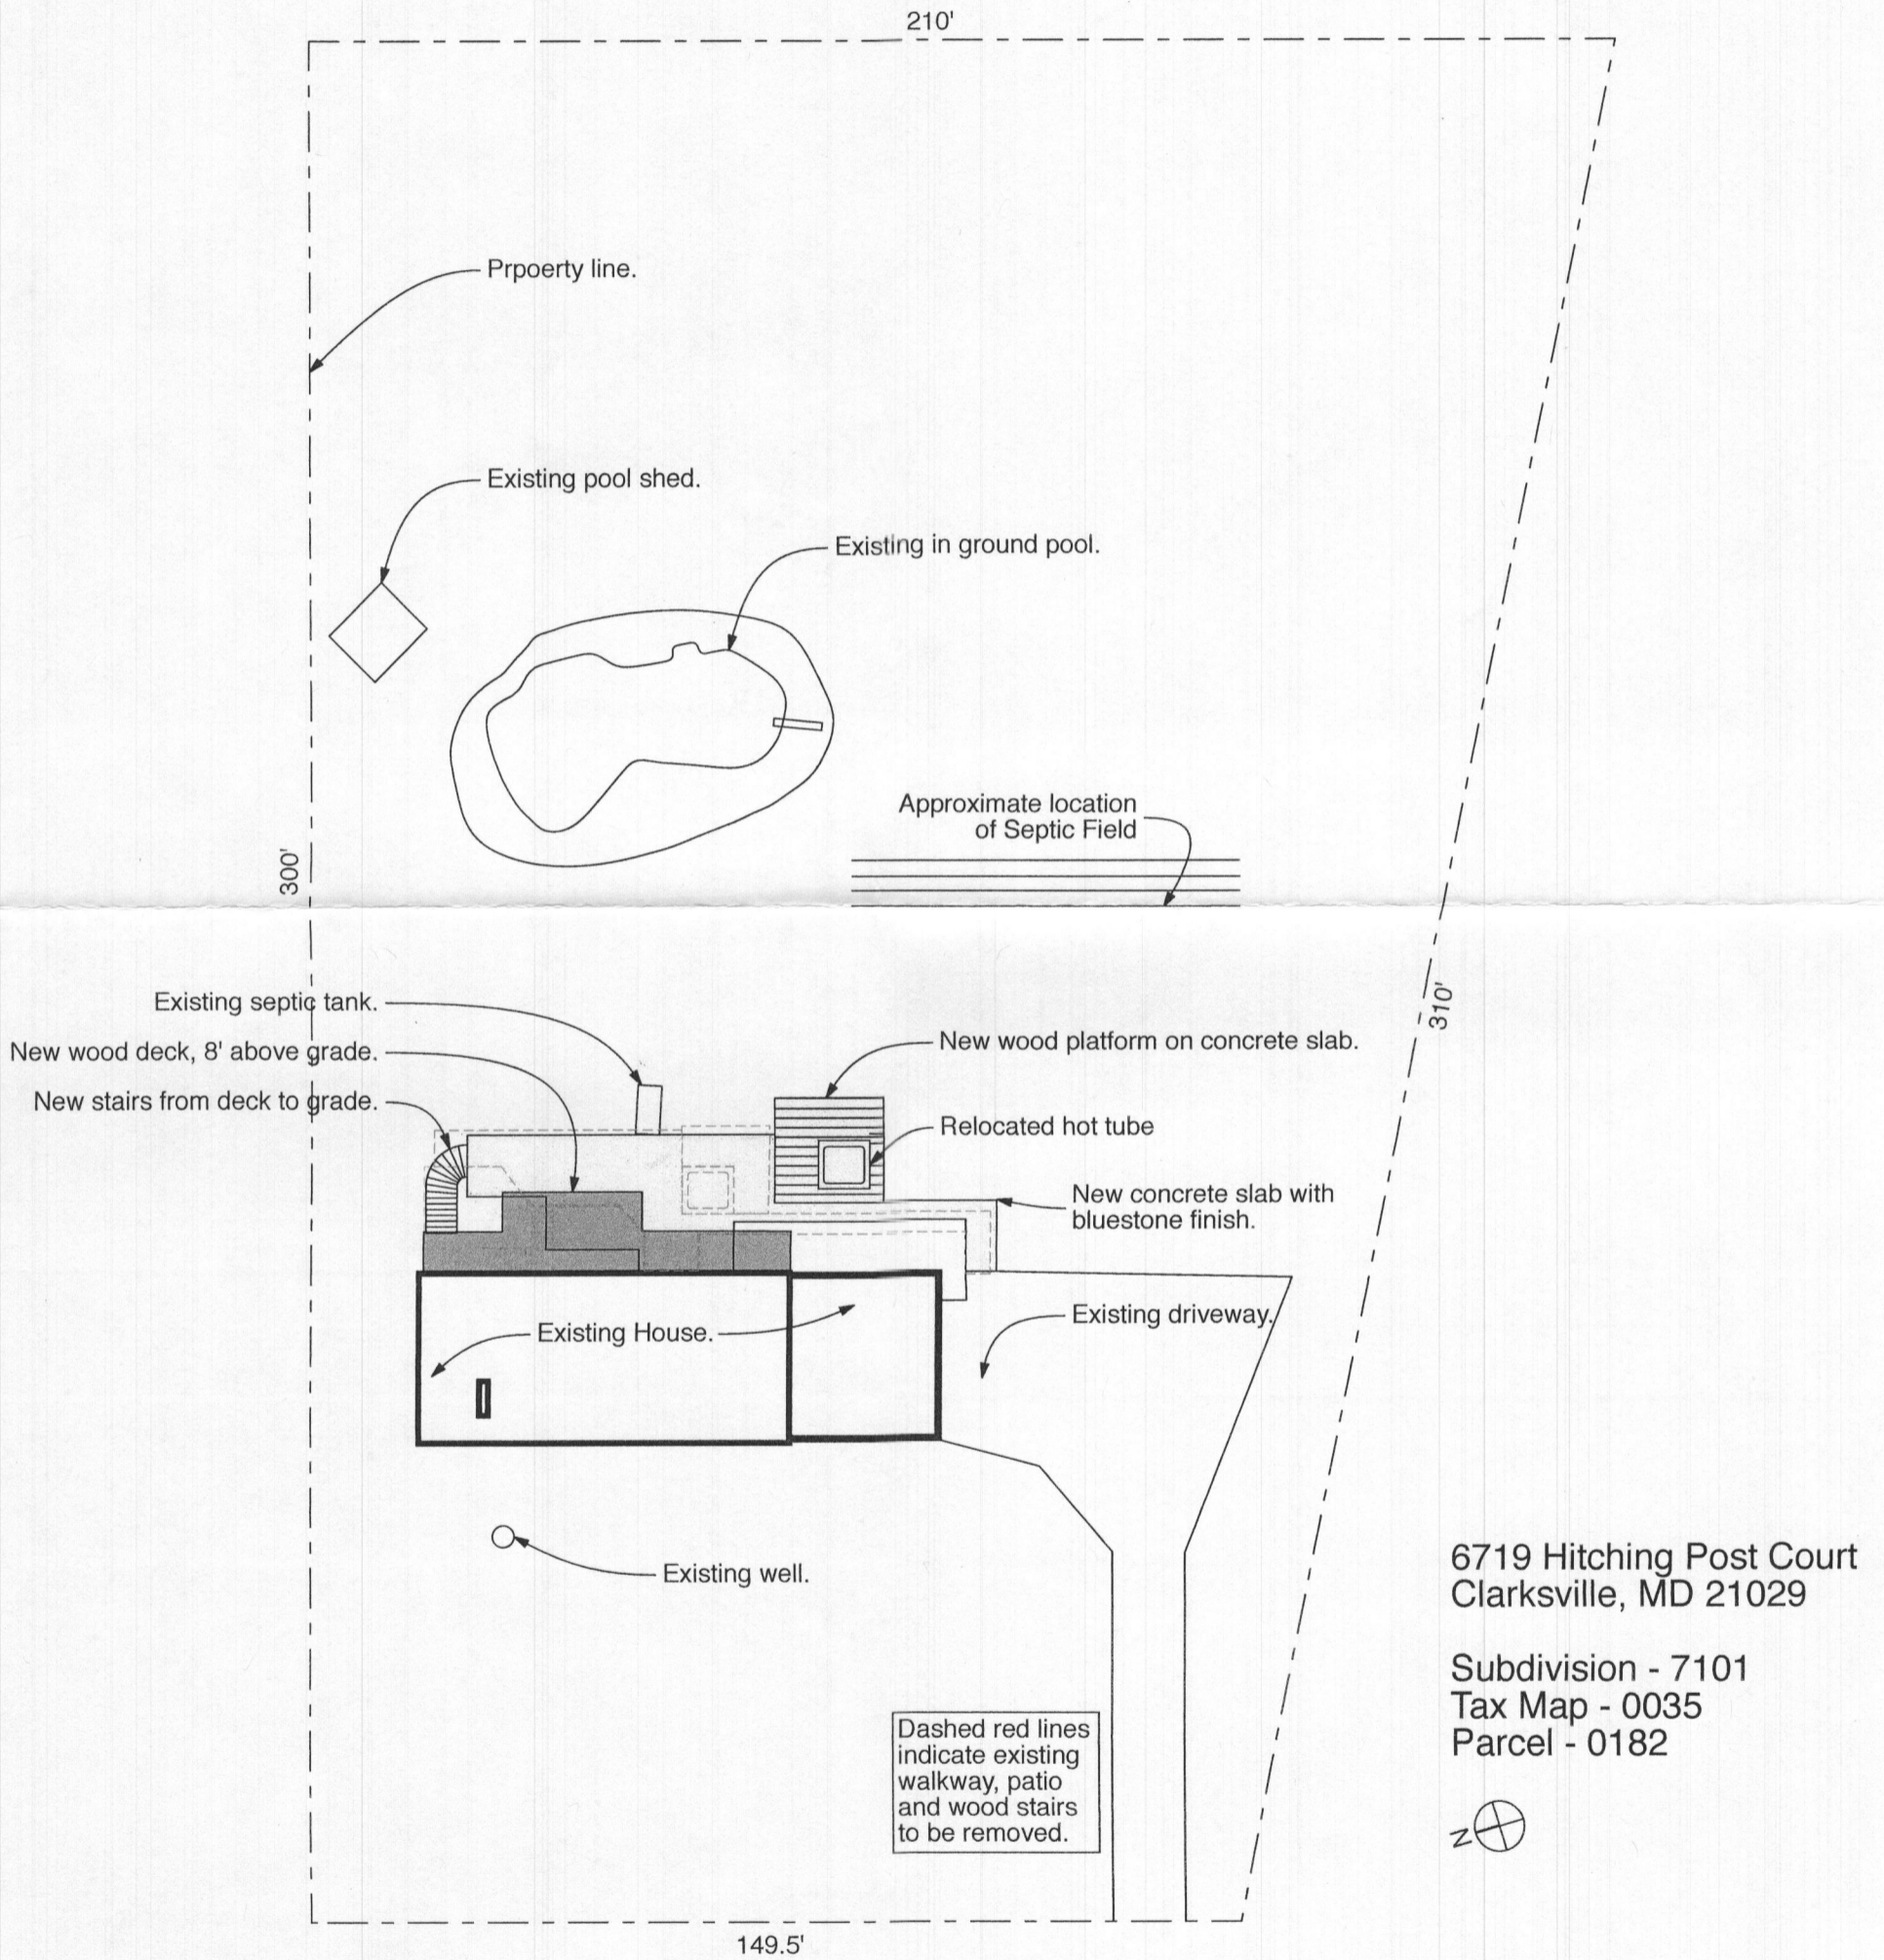 210'
Prpoerty line.
Existing pool shed.
Existing in ground pool.
Approximate location
of Septic Field
300'
310'
Existing septic tank.
New wood deck, 8' above grade.
New stairs from deck to grade.
New wood platform on concrete slab.
Relocated hot tube
New concrete slab with
bluestone finish.
Existing House.
Existing driveway.
Existing well.
6719 Hitching Post Court
Clarksville, MD 21029
Subdivision - 7101
Tax Map - 0035
Parcel - 0182
Dashed red lines
indicate existing
walkway, patio
and wood stairs
to be removed.
N
149.5'